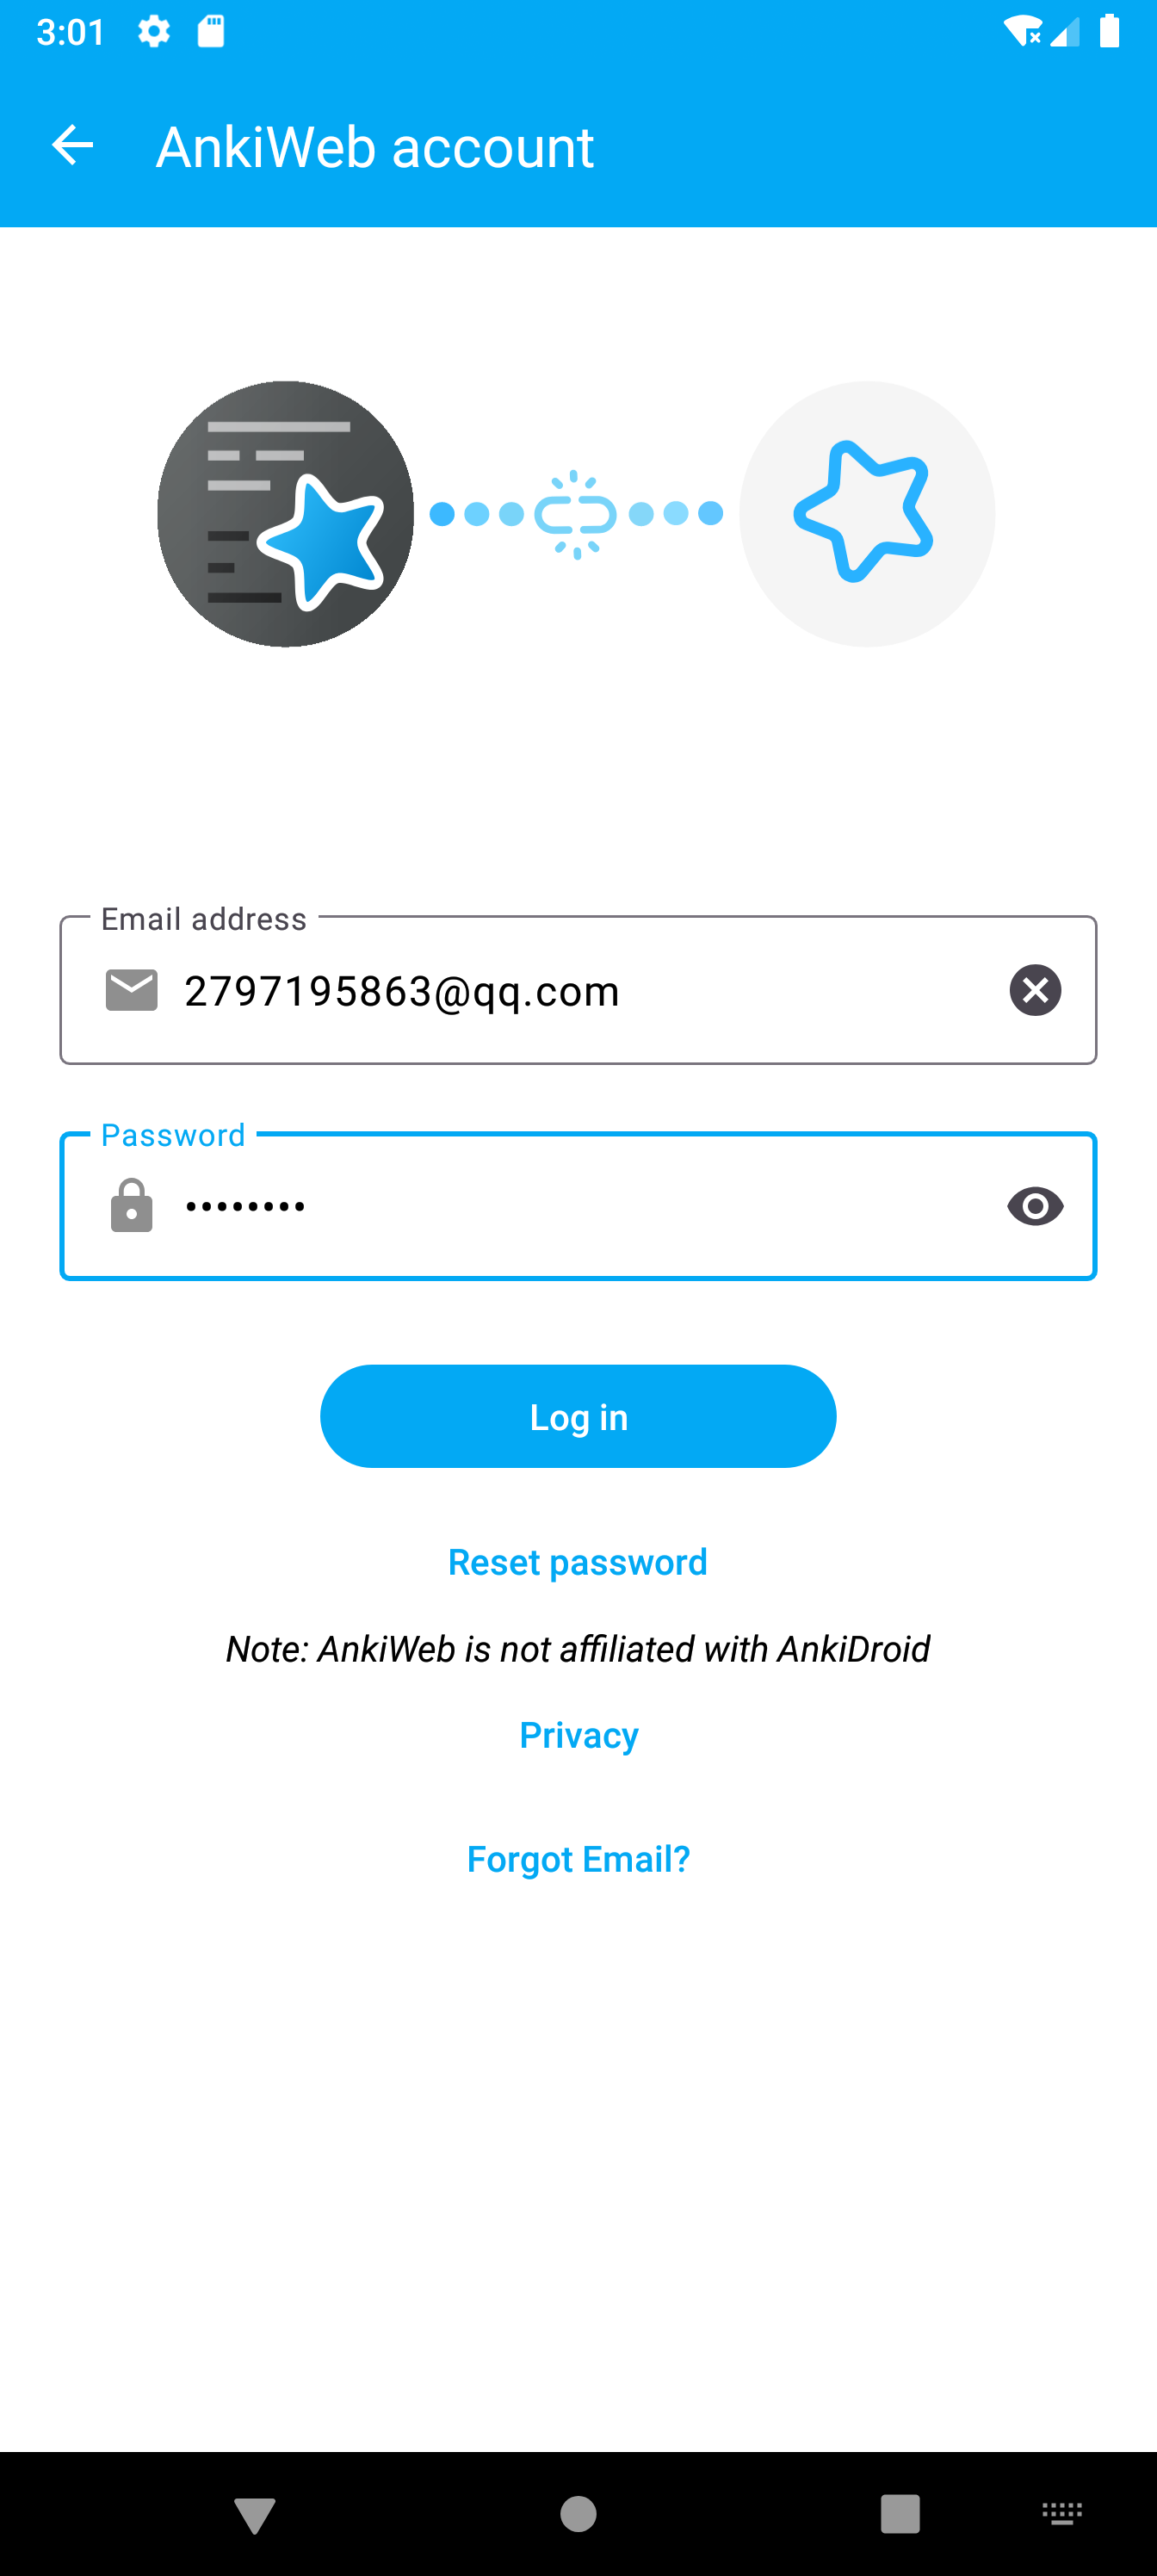 3:01
AnkiWeb account
Email address
2797195863@qq.com
Password
••••••••
Log in
Reset password
Note: AnkiWeb is not affiliated with AnkiDroid
Privacy
Forgot Email?